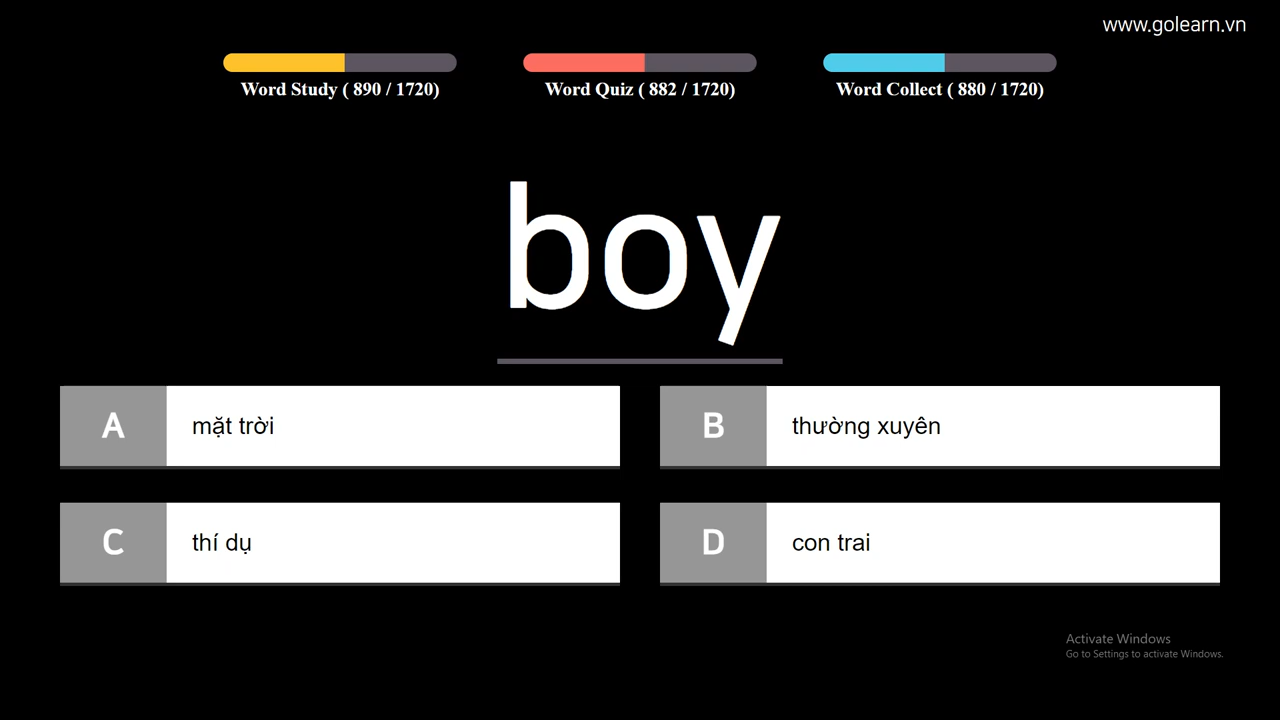 www.golearn.vn
Word Study ( 890 / 1720)
Word Quiz ( 882 / 1720)
Word Collect ( 880 / 1720)
boy
A mặt trời
B thường xuyên
C thí dụ
D con trai
Activate Windows
Go to Settings to activate Windows.